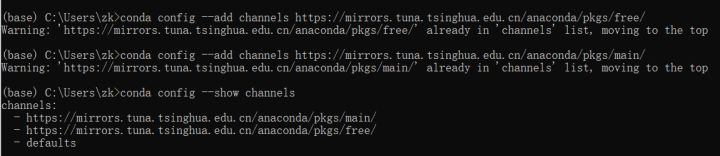 (base) C:\Users\zk>conda config --add channels https://mirrors.tuna.tsinghua.edu.cn/anaconda/pkgs/free/
Warning: 'https://mirrors.tuna.tsinghua.edu.cn/anaconda/pkgs/free/' already in 'channels' list, moving to the top
(base) C:\Users\zk>conda config --add channels https://mirrors.tuna.tsinghua.edu.cn/anaconda/pkgs/main/
Warning: 'https://mirrors.tuna.tsinghua.edu.cn/anaconda/pkgs/main/' already in 'channels' list, moving to the top
(base) C:\Users\zk>conda config --show channels
channels:
  - https://mirrors.tuna.tsinghua.edu.cn/anaconda/pkgs/main/
  - https://mirrors.tuna.tsinghua.edu.cn/anaconda/pkgs/free/
  - defaults